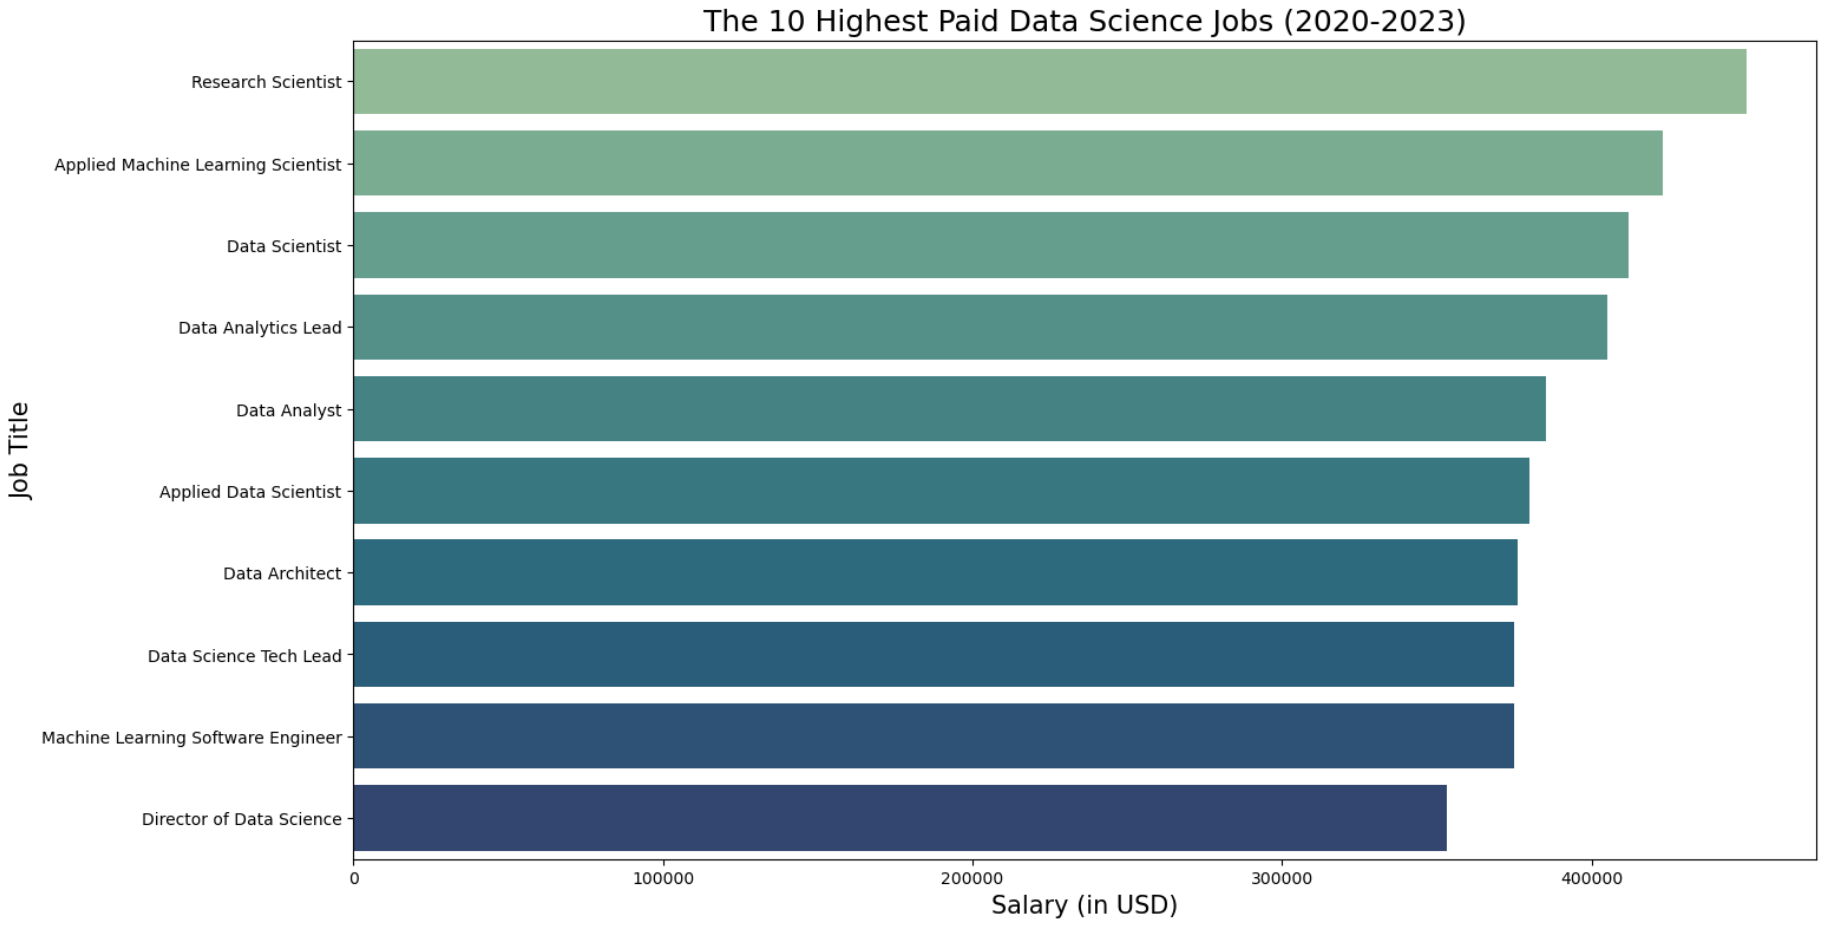 The 10 Highest Paid Data Science Jobs (2020-2023)
Job Title
Research Scientist
Applied Machine Learning Scientist
Data Scientist
Data Analytics Lead
Data Analyst
Applied Data Scientist
Data Architect
Data Science Tech Lead
Machine Learning Software Engineer
Director of Data Science
0 100000 200000 300000 400000
Salary (in USD)